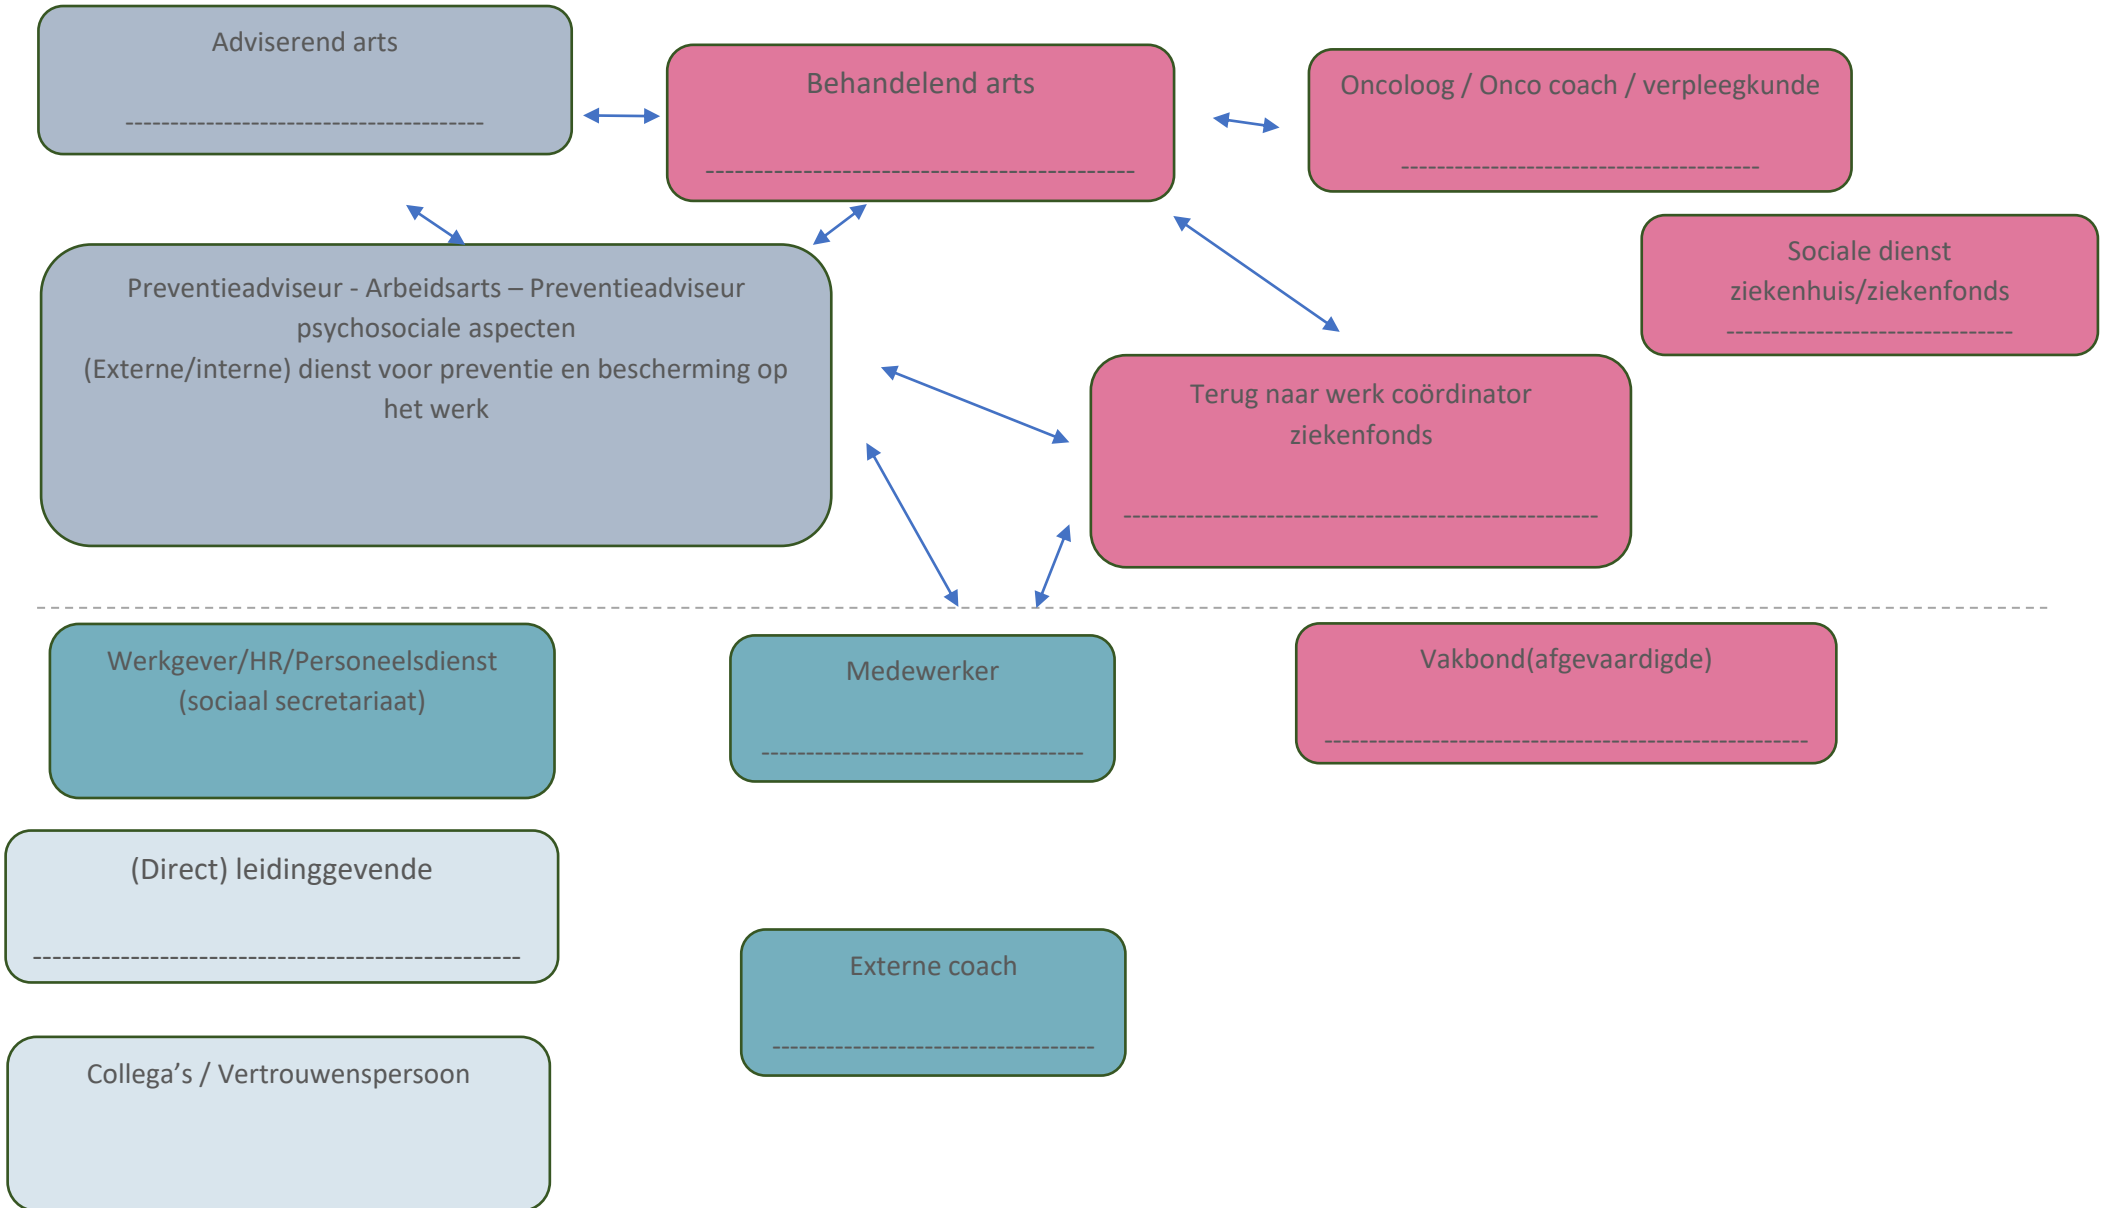 Adviserend arts
----------------------------------------
Behandelend arts
--------------------------------------------
Oncoloog / Onco coach / verpleegkunde
----------------------------------------
Sociale dienst
ziekenhuis/ziekenfonds
--------------------------------
Preventieadviseur - Arbeidsarts – Preventieadviseur
psychosociale aspecten
(Externe/interne) dienst voor preventie en bescherming op
het werk
Terug naar werk coördinator
ziekenfonds
-----------------------------------------------------
Werkgever/HR/Personeelsdienst
(sociaal secretariaat)
Medewerker
------------------------------------
Vakbond(afgevaardigde)
------------------------------------------------------
(Direct) leidinggevende
--------------------------------------------------
Externe coach
------------------------------------
Collega’s / Vertrouwenspersoon